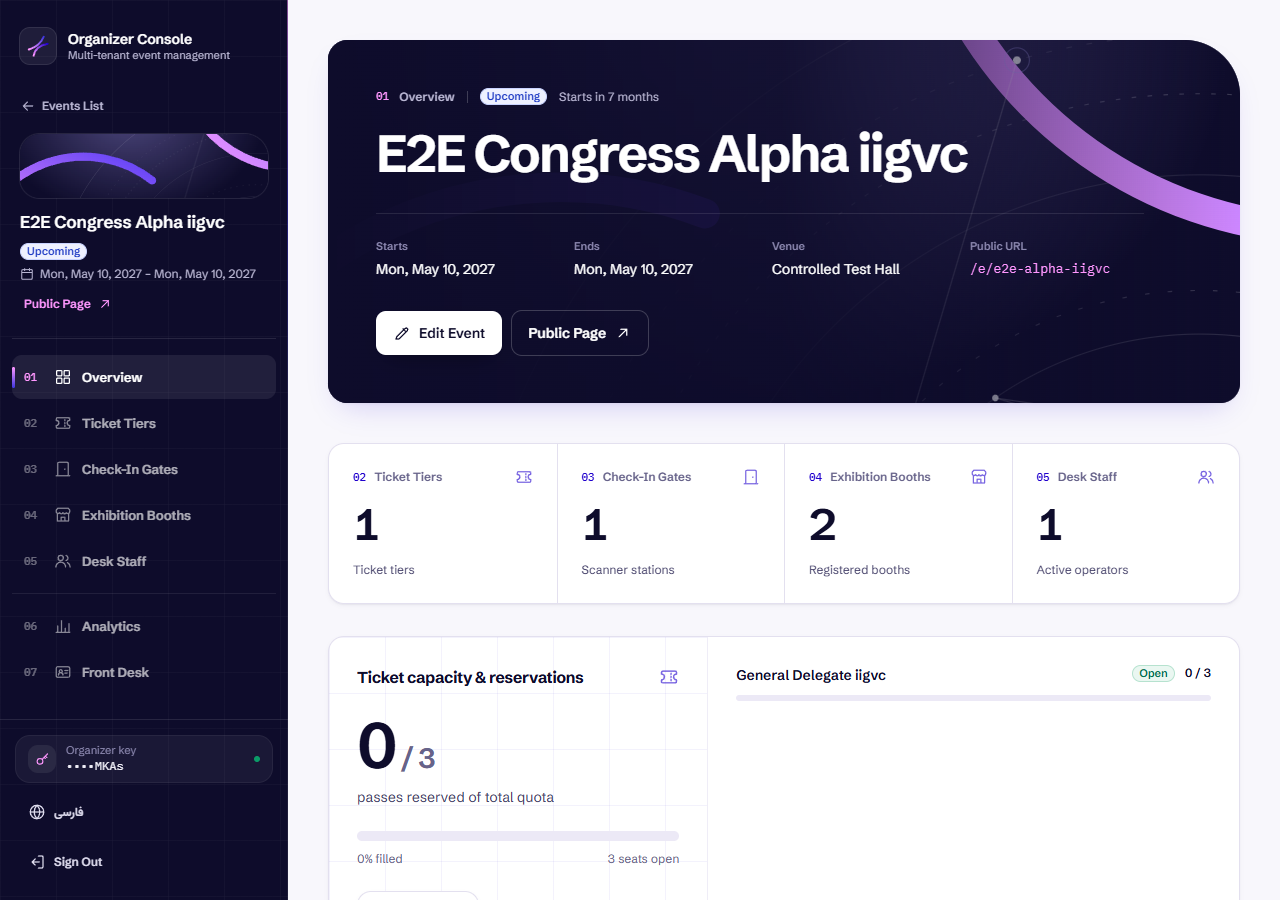 Organizer Console
Multi-tenant event management
Events List
E2E Congress Alpha iigvc
Upcoming
Mon, May 10, 2027 – Mon, May 10, 2027
Public Page
01 Overview
02 Ticket Tiers
03 Check-In Gates
04 Exhibition Booths
05 Desk Staff
06 Analytics
07 Front Desk
Organizer key
••••MKAs
فارسی
Sign Out
01 Overview | Upcoming Starts in 7 months
E2E Congress Alpha iigvc
Starts Ends Venue Public URL
Mon, May 10, 2027 Mon, May 10, 2027 Controlled Test Hall /e/e2e-alpha-iigvc
Edit Event Public Page
02 Ticket Tiers 03 Check-In Gates 04 Exhibition Booths 05 Desk Staff
1 1 2 1
Ticket tiers Scanner stations Registered booths Active operators
Ticket capacity & reservations
0 / 3
passes reserved of total quota
0% filled 3 seats open
General Delegate iigvc Open 0 / 3